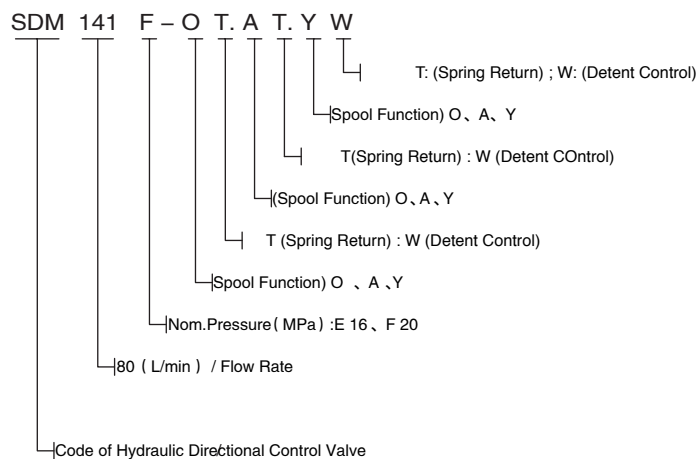 SDM 141 F – O T. A T. Y W
T: (Spring Return) ; W: (Detent Control)
Spool Function) O、A、Y
T(Spring Return) : W (Detent COntrol)
(Spool Function) O、A、Y
T (Spring Return) : W (Detent Control)
Spool Function) O 、A 、Y
Nom.Pressure(MPa) :E 16、F 20
80(L/min) / Flow Rate
Code of Hydraulic Directional Control Valve